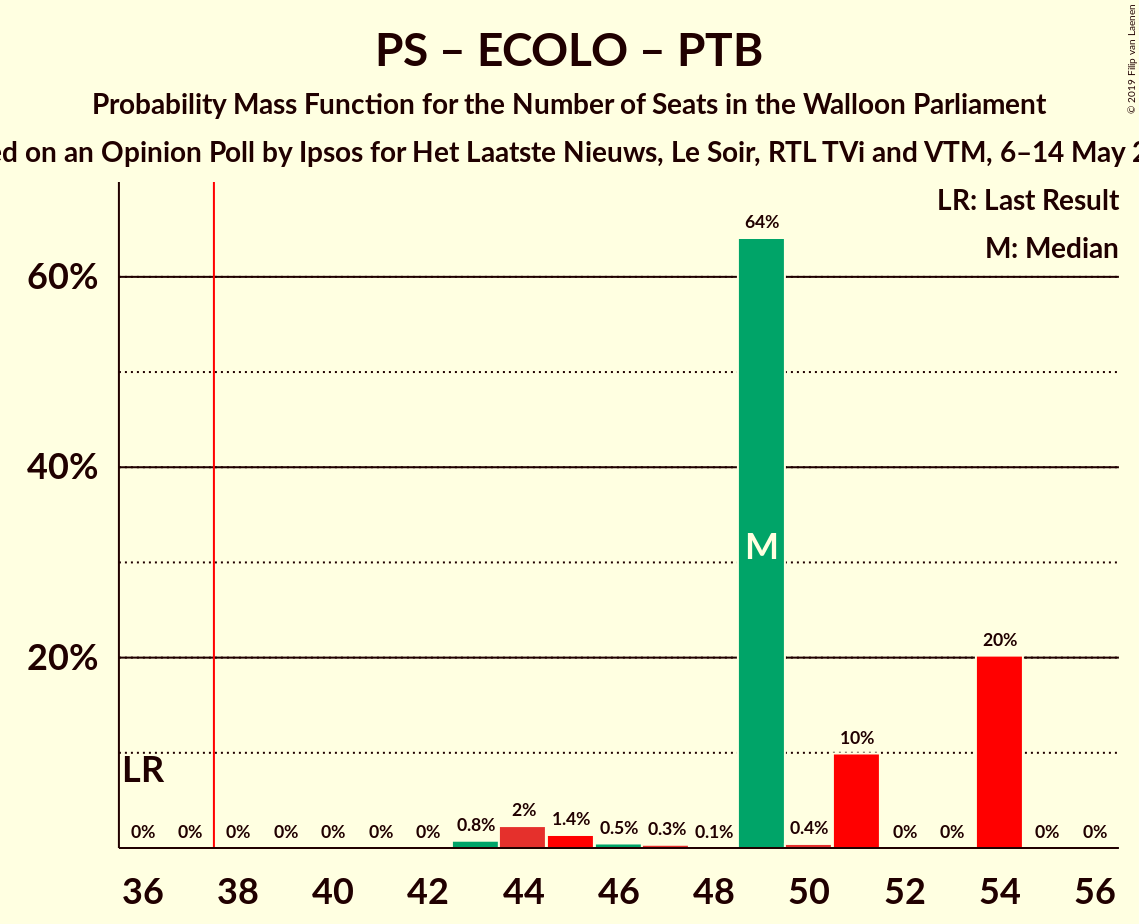 PS – ECOLO – PTB
Probability Mass Function for the Number of Seats in the Walloon Parliament
on an Opinion Poll by Ipsos for Het Laatste Nieuws, Le Soir, RTL TVi and VTM, 6–14 May
© 2019 Filip van Laenen
LR: Last Result
M: Median
64%
60%
40%
M
20%
20%
10%
LR
0% 0% 0% 0% 0% 0% 0% 0.8% 2% 1.4% 0.5% 0.3% 0.1% 0.4% 0% 0% 0% 0%
36 38 40 42 44 46 48 50 52 54 56